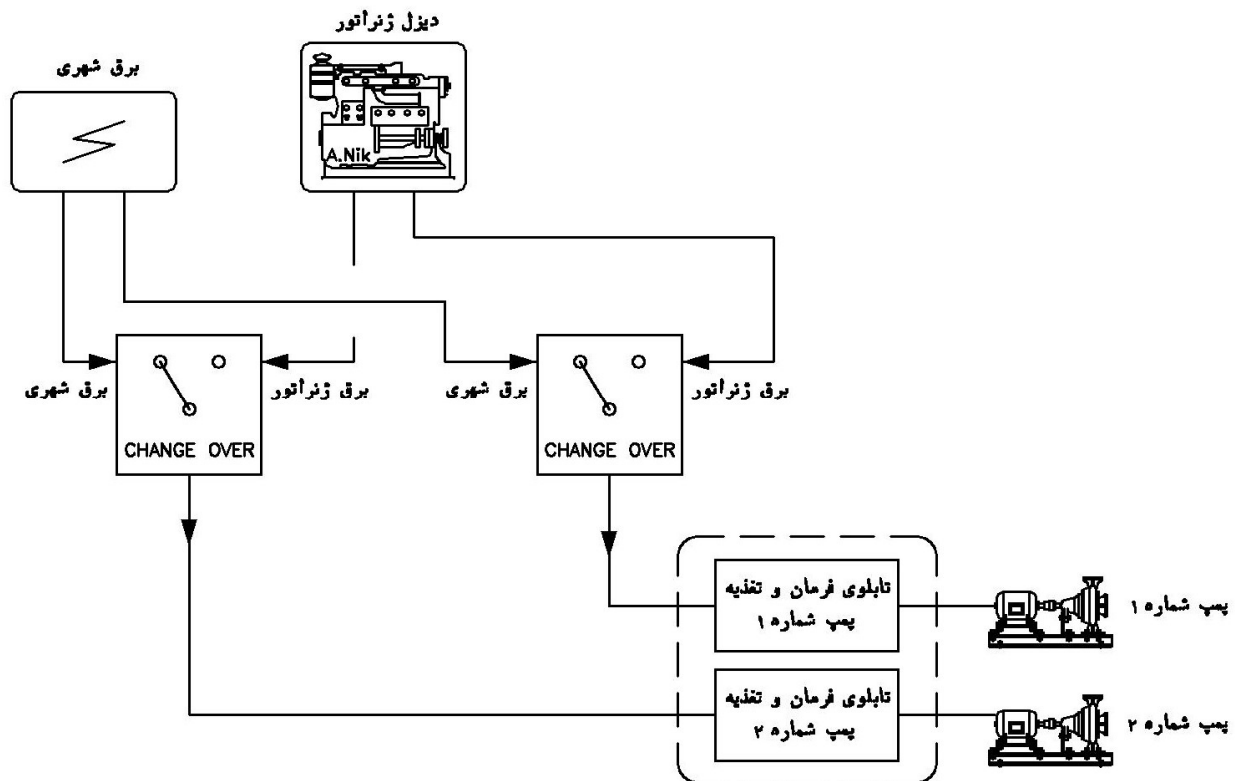 دیزل ژنراتور
برق شهری
A.Nik
برق شهری
برق ژنراتور
برق شهری
برق ژنراتور
CHANGE OVER
CHANGE OVER
تابلوی فرمان و تغذیه
پمپ شماره ۱
پمپ شماره ۱
تابلوی فرمان و تغذیه
پمپ شماره ۲
پمپ شماره ۲